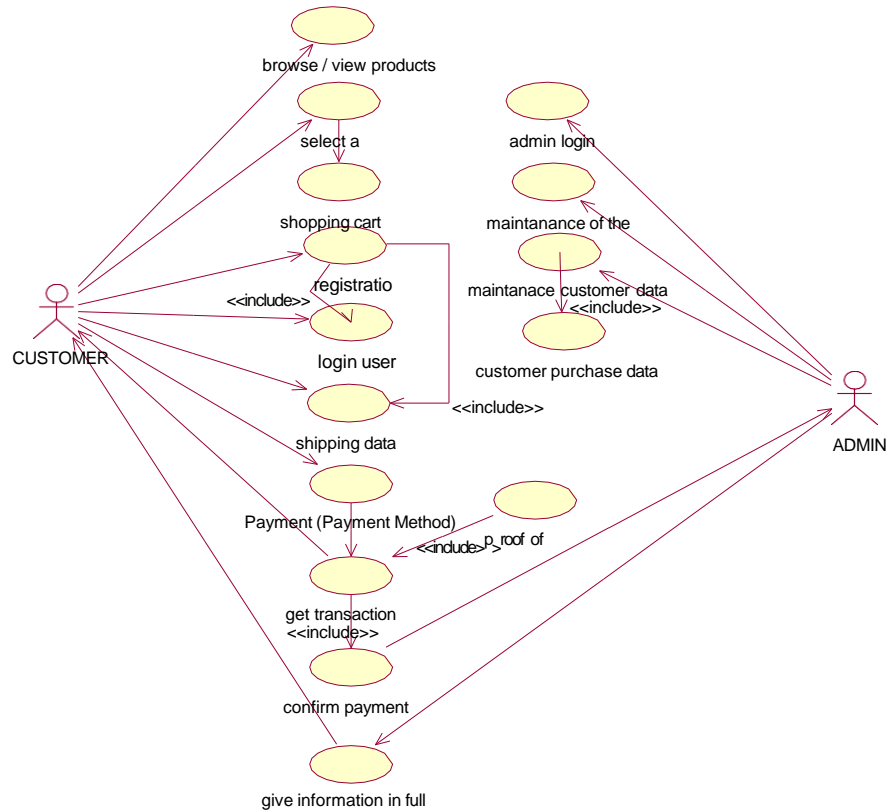 browse / view products
select a
admin login
shopping cart
maintanance of the
registratio
maintanace customer data
<<include>>
<<include>>
CUSTOMER
login user
customer purchase data
<<include>>
shipping data
ADMIN
Payment (Payment Method)
<<include>>
p roof of
get transaction
<<include>>
confirm payment
give information in full